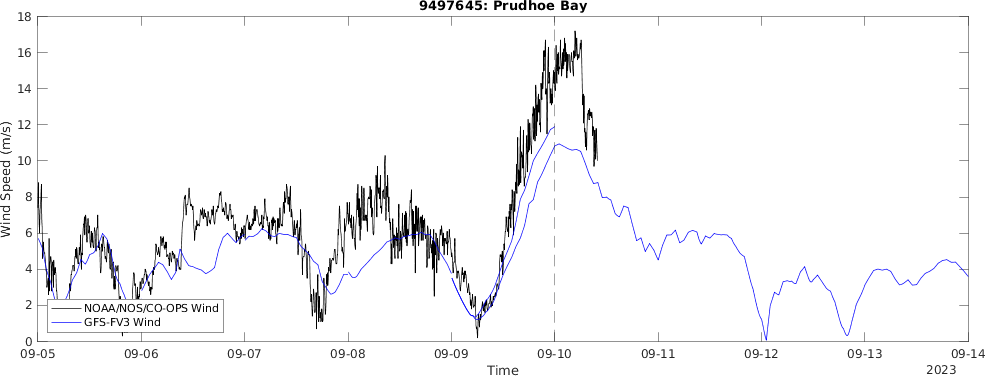 9497645: Prudhoe Bay
18
16
14
12
10
8
6
4
2
0
Wind Speed (m/s)
NOAA/NOS/CO-OPS Wind
GFS-FV3 Wind
09-05 09-06 09-07 09-08 09-09 09-10 09-11 09-12 09-13 09-14
Time
2023